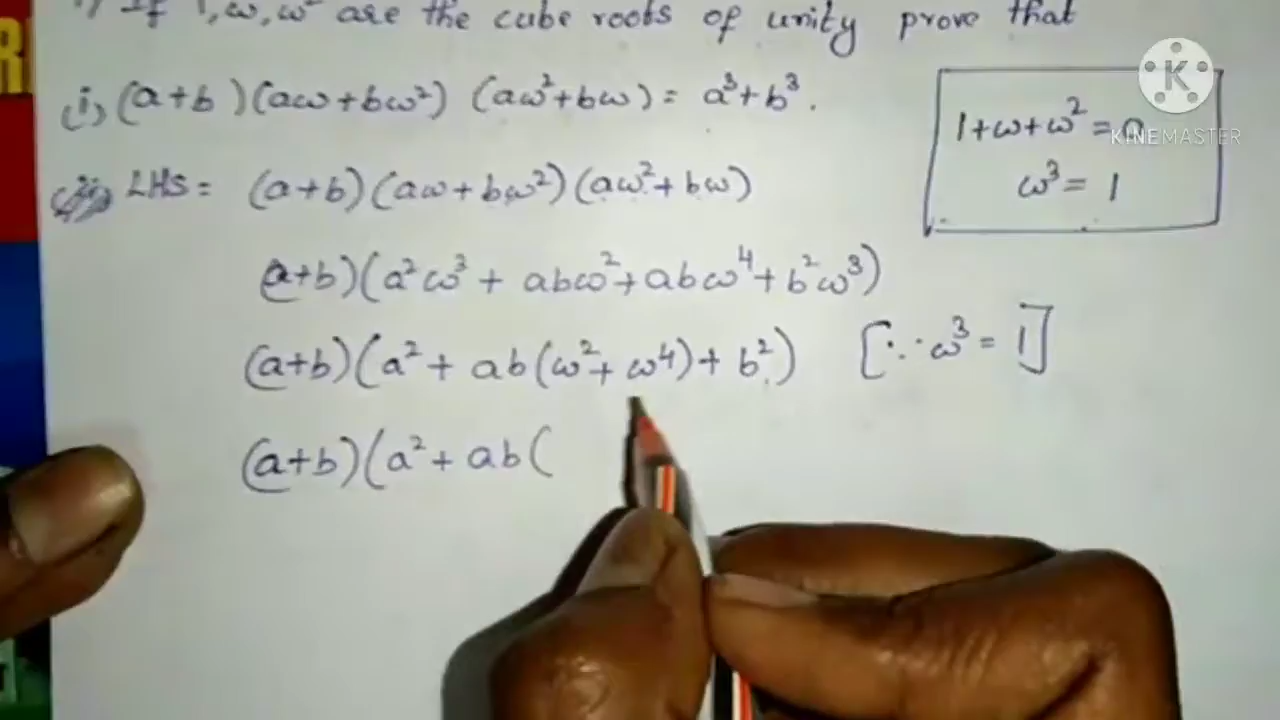 If 1, ω, ω² are the cube roots of unity prove that
(i) (a+b)(aω+bω²) (aω²+bω) = a³+b³.
1+ω+ω² = 0
ω³ = 1
KINEMASTER
LHS = (a+b)(aω+bω²)(aω²+bω)
(a+b)(a²ω³ + abω²+abω⁴+b²ω³)
(a+b)(a² + ab(ω²+ω⁴)+b²) [∵ ω³ = 1]
(a+b)(a²+ab(